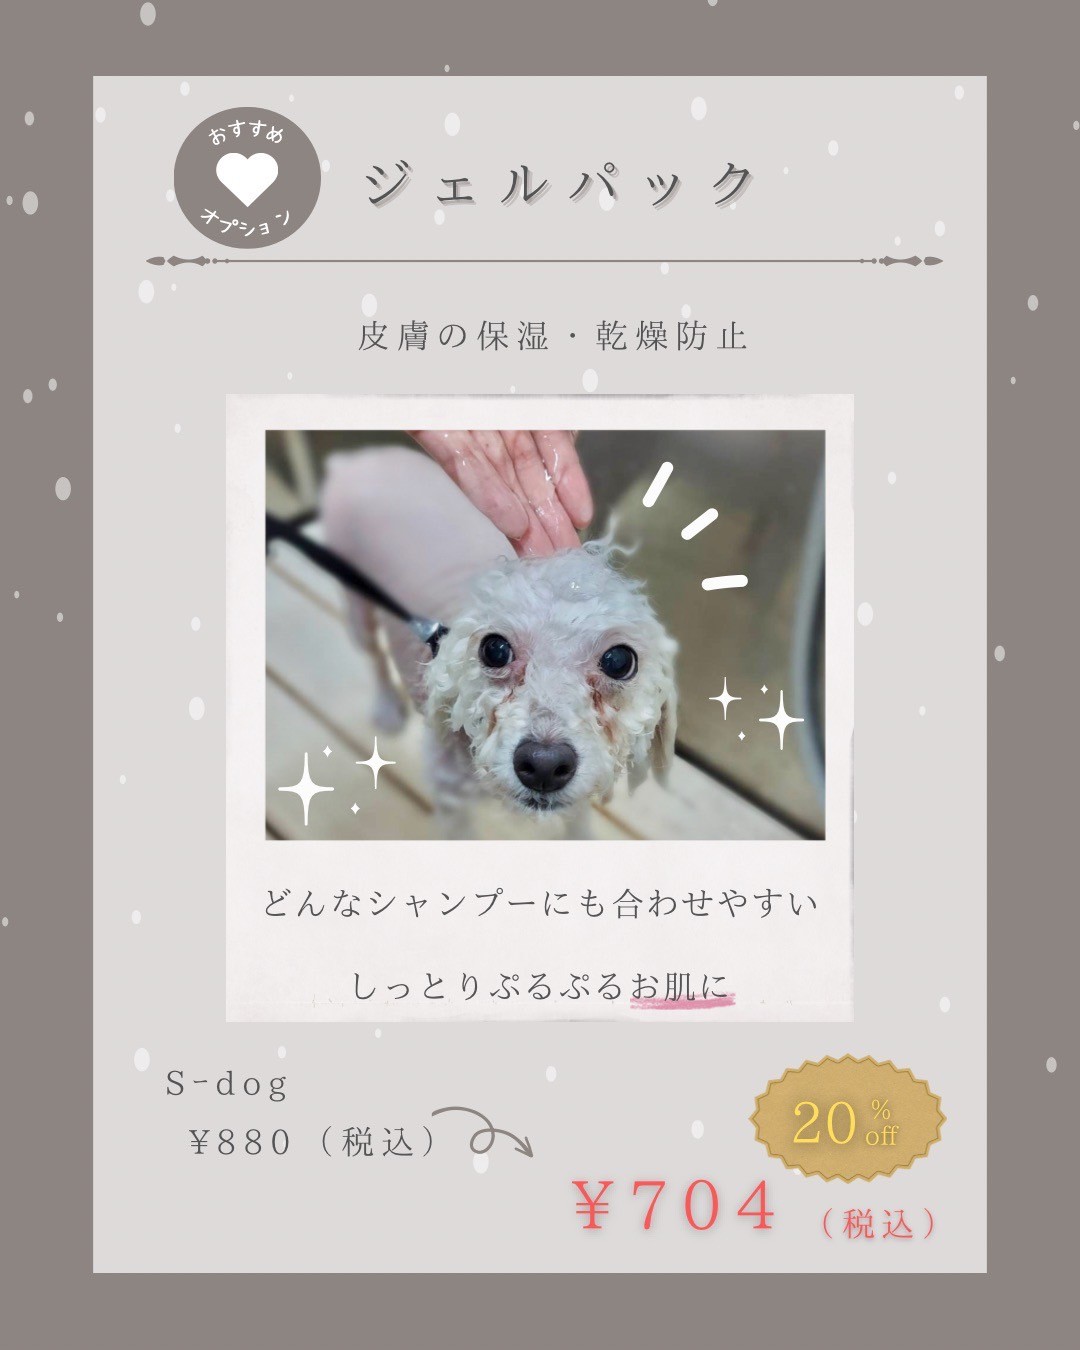 おすすめ
オプション
ジェルパック
皮膚の保湿・乾燥防止
どんなシャンプーにも合わせやすい
しっとりぷるぷるお肌に
S-dog
¥880（税込）
20%off
¥704（税込）